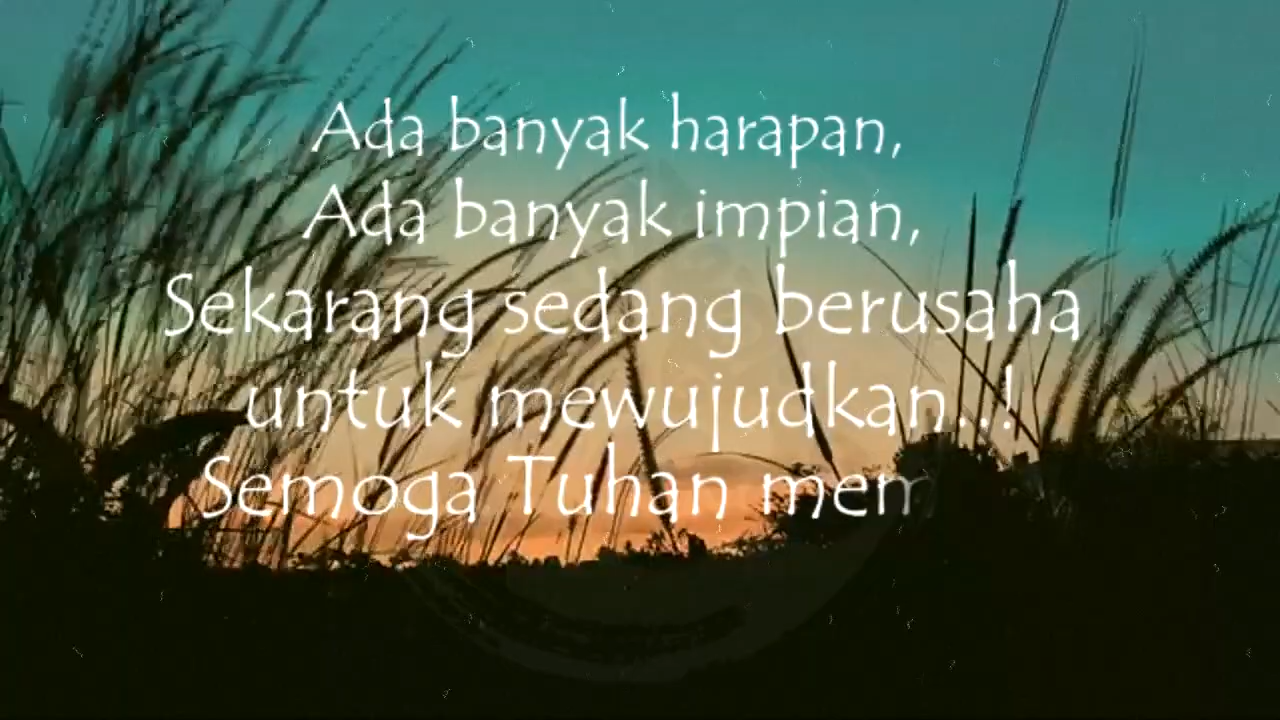 Ada banyak harapan,
Ada banyak impian,
Sekarang sedang berusaha
untuk mewujudkan..!
Semoga Tuhan mem